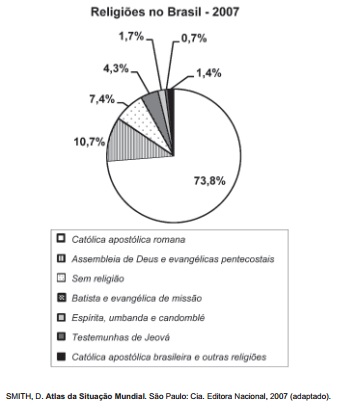 Religiões no Brasil - 2007
1,7%
0,7%
4,3%
1,4%
7,4%
10,7%
73,8%
Católica apostólica romana
Assembleia de Deus e evangélicas pentecostais
Sem religião
Batista e evangélica de missão
Espírita, umbanda e candomblé
Testemunhas de Jeová
Católica apostólica brasileira e outras religiões
SMITH, D. Atlas da Situação Mundial. São Paulo: Cia. Editora Nacional, 2007 (adaptado).